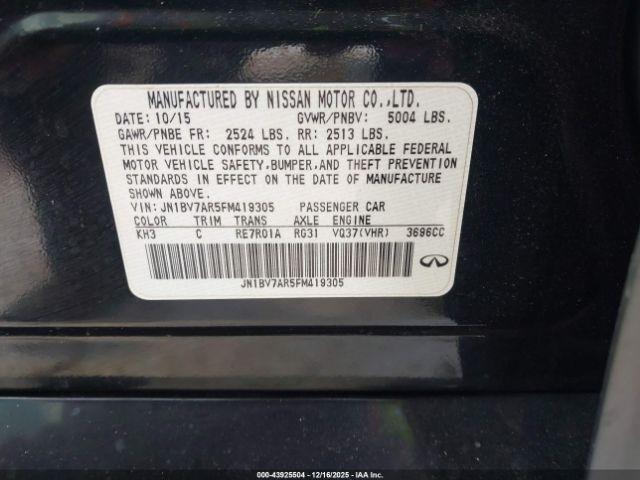 MANUFACTURED BY NISSAN MOTOR CO.,LTD.
DATE: 10/15 GVWR/PNBV: 5004 LBS.
GAWR/PNBE FR: 2524 LBS. RR: 2513 LBS.
THIS VEHICLE CONFORMS TO ALL APPLICABLE FEDERAL
MOTOR VEHICLE SAFETY,BUMPER,AND THEFT PREVENTION
STANDARDS IN EFFECT ON THE DATE OF MANUFACTURE
SHOWN ABOVE.
VIN: JN1BV7AR5FM419305 PASSENGER CAR
COLOR TRIM TRANS AXLE ENGINE
KH3 C RE7R01A RG31 VQ37(VHR) 3696CC
JN1BV7AR5FM419305
000-43925504 - 12/16/2025 - IAA Inc.